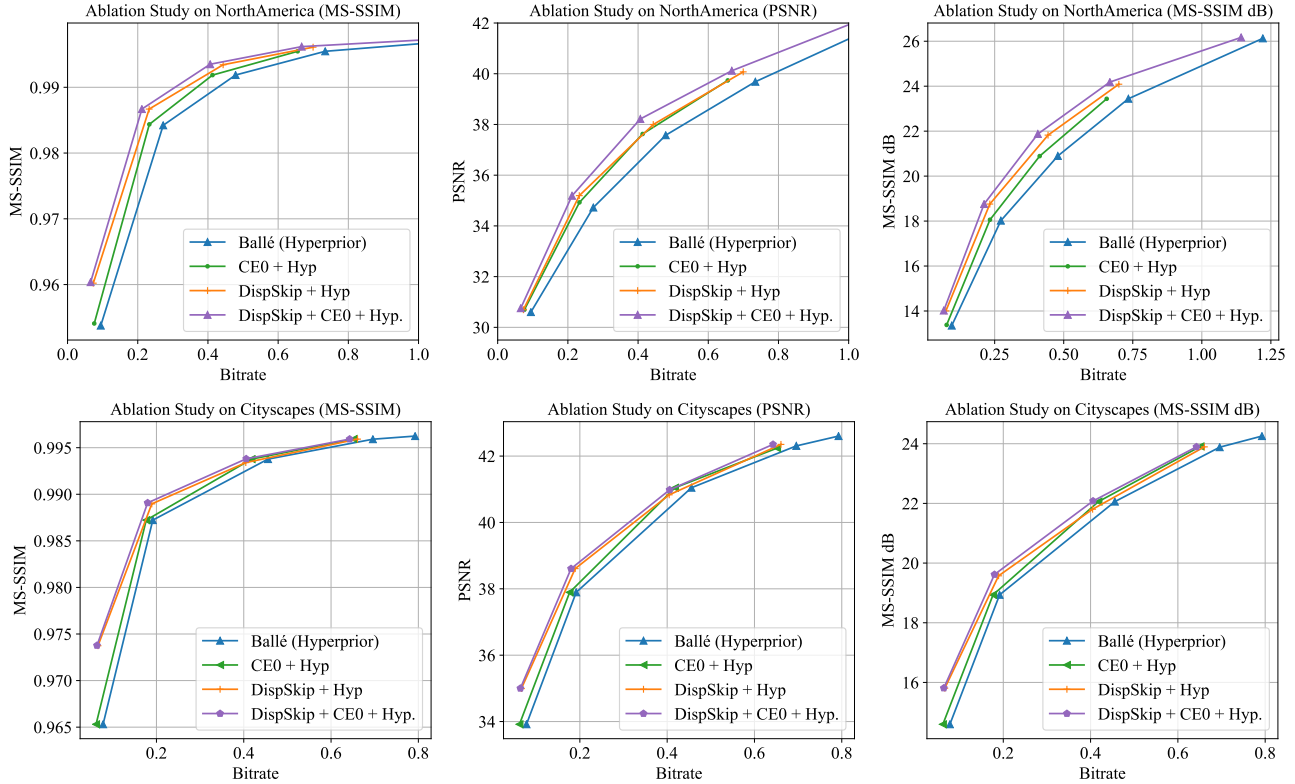 Ablation Study on NorthAmerica (MS-SSIM)
MS-SSIM
0.99
0.98
0.97
0.96
0.0 0.2 0.4 0.6 0.8 1.0
Bitrate
Ballé (Hyperprior)
CE0 + Hyp
DispSkip + Hyp
DispSkip + CE0 + Hyp.
Ablation Study on NorthAmerica (PSNR)
PSNR
42
40
38
36
34
32
30
0.0 0.2 0.4 0.6 0.8 1.0
Bitrate
Ballé (Hyperprior)
CE0 + Hyp
DispSkip + Hyp
DispSkip + CE0 + Hyp.
Ablation Study on NorthAmerica (MS-SSIM dB)
MS-SSIM dB
26
24
22
20
18
16
14
0.25 0.50 0.75 1.00 1.25
Bitrate
Ballé (Hyperprior)
CE0 + Hyp
DispSkip + Hyp
DispSkip + CE0 + Hyp.
Ablation Study on Cityscapes (MS-SSIM)
MS-SSIM
0.995
0.990
0.985
0.980
0.975
0.970
0.965
0.2 0.4 0.6 0.8
Bitrate
Ballé (Hyperprior)
CE0 + Hyp
DispSkip + Hyp
DispSkip + CE0 + Hyp.
Ablation Study on Cityscapes (PSNR)
PSNR
42
40
38
36
34
0.2 0.4 0.6 0.8
Bitrate
Ballé (Hyperprior)
CE0 + Hyp
DispSkip + Hyp
DispSkip + CE0 + Hyp.
Ablation Study on Cityscapes (MS-SSIM dB)
MS-SSIM dB
24
22
20
18
16
0.2 0.4 0.6 0.8
Bitrate
Ballé (Hyperprior)
CE0 + Hyp
DispSkip + Hyp
DispSkip + CE0 + Hyp.